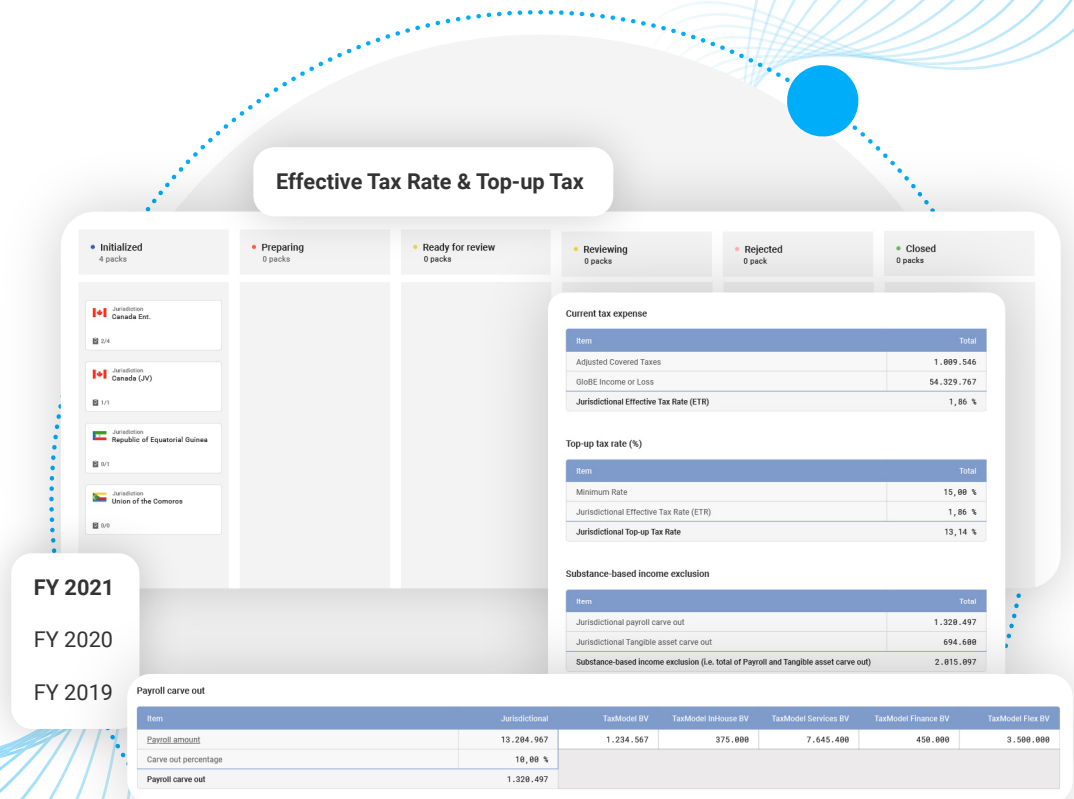 Effective Tax Rate & Top-up Tax
Initialized
4 packs
Preparing
0 packs
Ready for review
0 packs
Reviewing
0 packs
Rejected
0 pack
Closed
0 packs
Jurisdiction
Canada Ent.
2/4
Jurisdiction
Canada (JV)
1/1
Jurisdiction
Republic of Equatorial Guinea
0/1
Jurisdiction
Union of the Comoros
0/0
Current tax expense
Item Total
Adjusted Covered Taxes 1.009.546
GloBE Income or Loss 54.329.767
Jurisdictional Effective Tax Rate (ETR) 1,86 %
Top-up tax rate (%)
Item Total
Minimum Rate 15,00 %
Jurisdictional Effective Tax Rate (ETR) 1,86 %
Jurisdictional Top-up Tax Rate 13,14 %
Substance-based income exclusion
Item Total
Jurisdictional payroll carve out 1.320.497
Jurisdictional Tangible asset carve out 694.600
Substance-based income exclusion (i.e. total of Payroll and Tangible asset carve out) 2.015.097
FY 2021
FY 2020
FY 2019
Payroll carve out
Item Jurisdictional TaxModel BV TaxModel InHouse BV TaxModel Services BV TaxModel Finance BV TaxModel Flex BV
Payroll amount 13.204.967 1.234.567 375.000 7.645.400 450.000 3.500.000
Carve out percentage 10,00 %
Payroll carve out 1.320.497